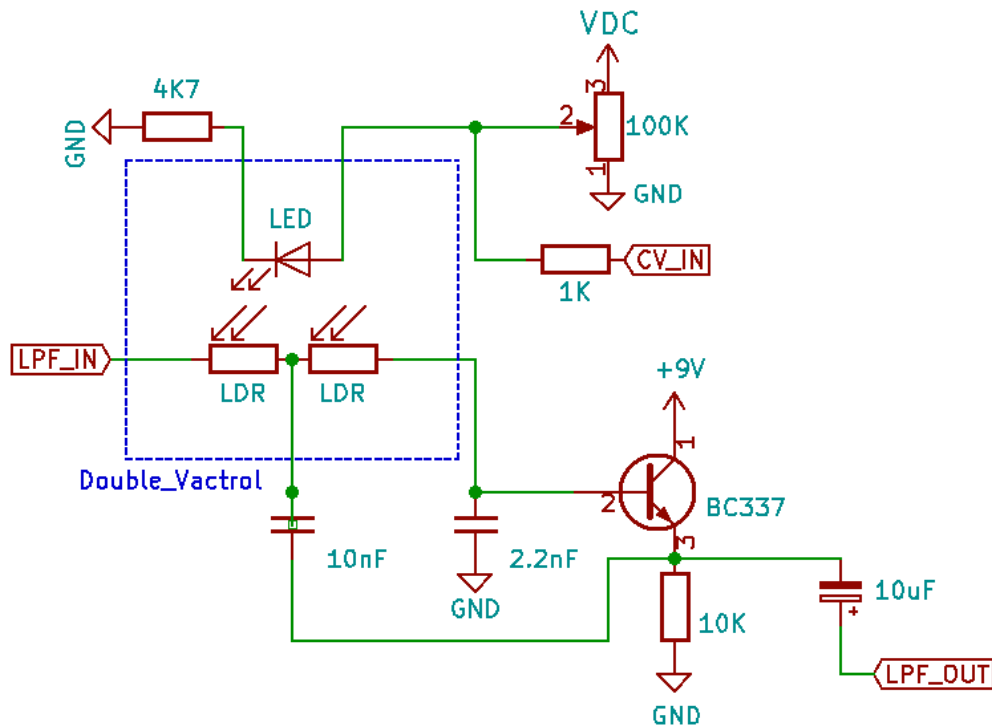 VDC
4K7
GND
3
2
100K
1
GND
LED
CV_IN
1K
LPF_IN
LDR
LDR
+9V
Double_Vactrol
1
2
BC337
3
10nF
2.2nF
GND
10K
10uF
+
LPF_OUT
GND